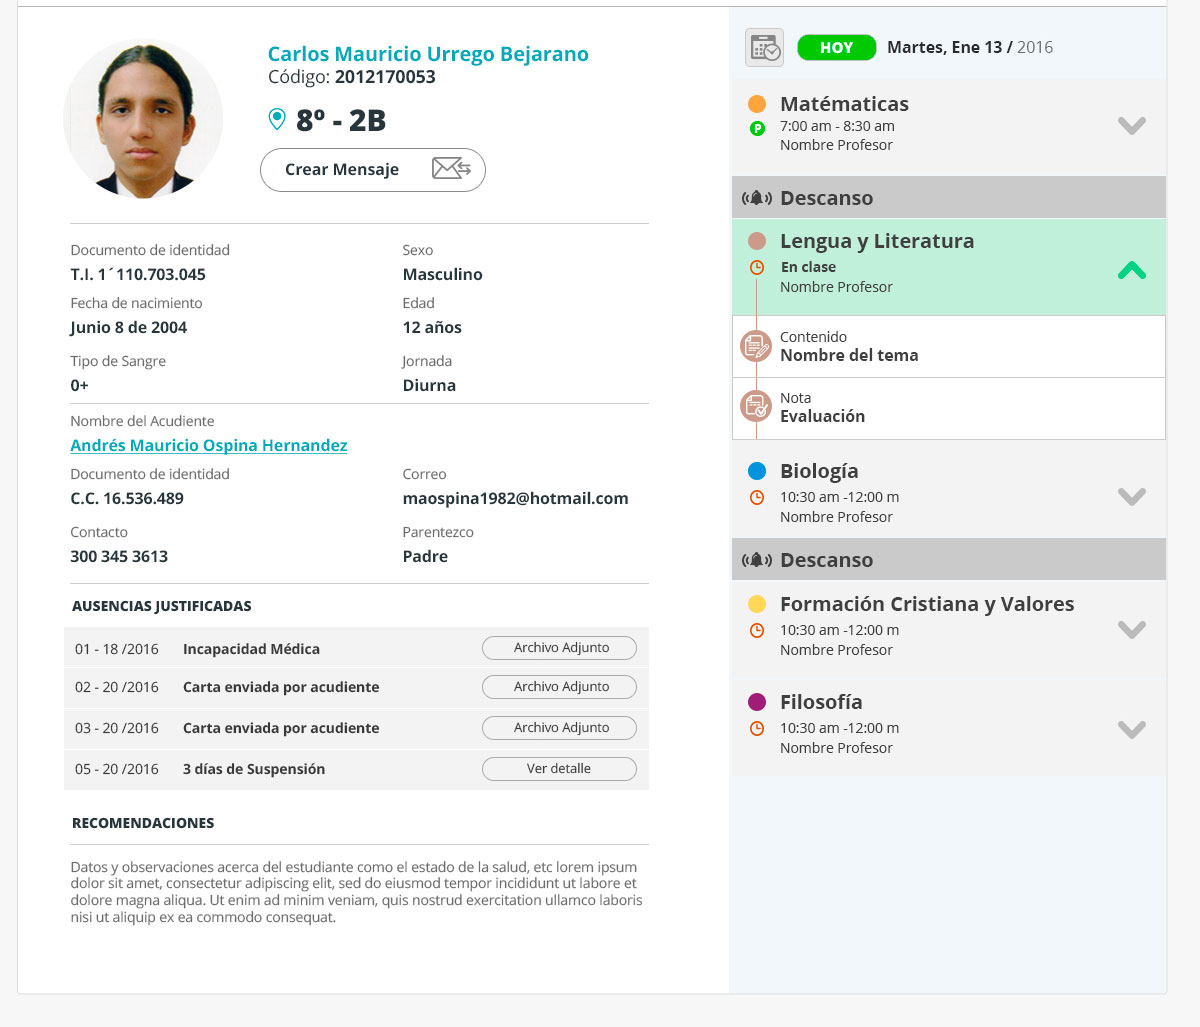 Carlos Mauricio Urrego Bejarano
Código: 2012170053
8º - 2B
Crear Mensaje
Documento de identidad
T.I. 1´110.703.045
Sexo
Masculino
Fecha de nacimiento
Junio 8 de 2004
Edad
12 años
Tipo de Sangre
0+
Jornada
Diurna
Nombre del Acudiente
Andrés Mauricio Ospina Hernandez
Documento de identidad
C.C. 16.536.489
Correo
maospina1982@hotmail.com
Contacto
300 345 3613
Parentezco
Padre
AUSENCIAS JUSTIFICADAS
01 - 18 /2016 Incapacidad Médica Archivo Adjunto
02 - 20 /2016 Carta enviada por acudiente Archivo Adjunto
03 - 20 /2016 Carta enviada por acudiente Archivo Adjunto
05 - 20 /2016 3 días de Suspensión Ver detalle
RECOMENDACIONES
Datos y observaciones acerca del estudiante como el estado de la salud, etc lorem ipsum
dolor sit amet, consectetur adipiscing elit, sed do eiusmod tempor incididunt ut labore et
dolore magna aliqua. Ut enim ad minim veniam, quis nostrud exercitation ullamco laboris
nisi ut aliquip ex ea commodo consequat.
HOY Martes, Ene 13 / 2016
Matématicas
P 7:00 am - 8:30 am
Nombre Profesor
Descanso
Lengua y Literatura
En clase
Nombre Profesor
Contenido
Nombre del tema
Nota
Evaluación
Biología
10:30 am -12:00 m
Nombre Profesor
Descanso
Formación Cristiana y Valores
10:30 am -12:00 m
Nombre Profesor
Filosofía
10:30 am -12:00 m
Nombre Profesor